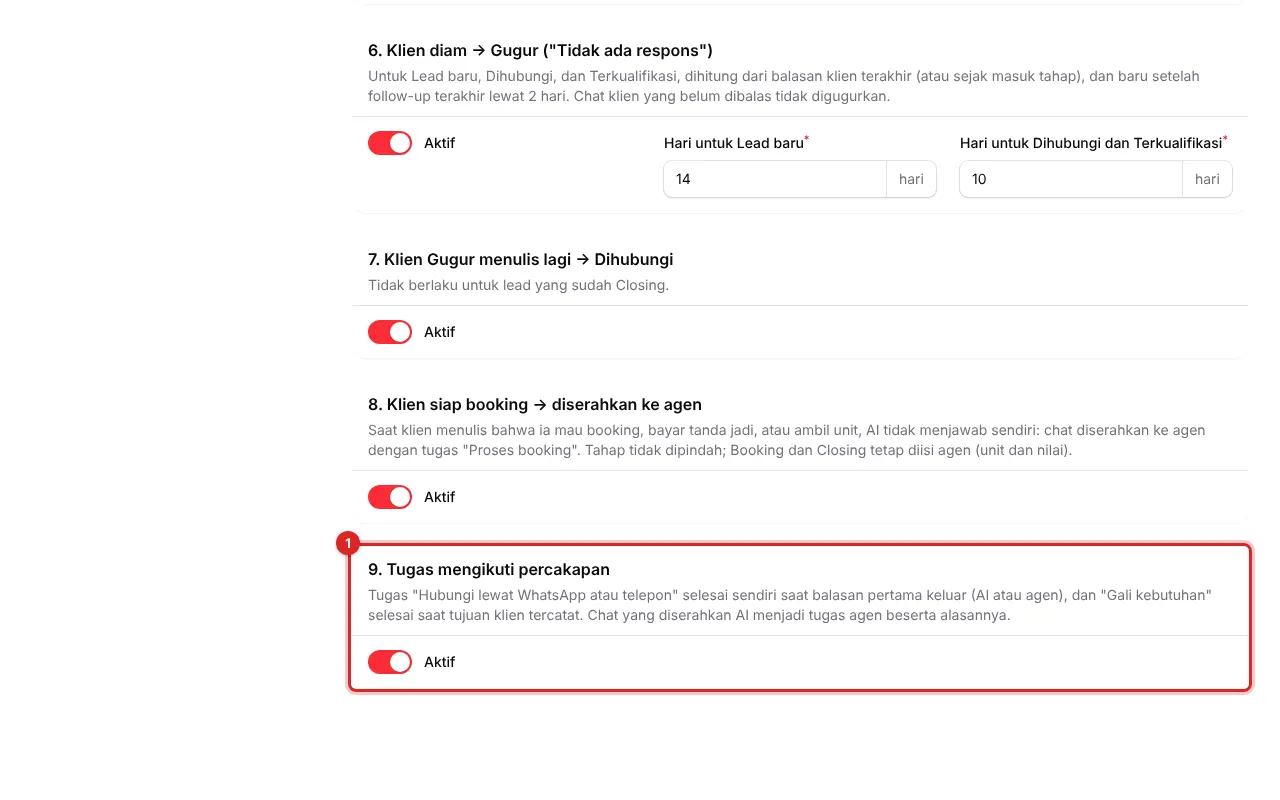 6. Klien diam → Gugur ("Tidak ada respons")
Untuk Lead baru, Dihubungi, dan Terkualifikasi, dihitung dari balasan klien terakhir (atau sejak masuk tahap), dan baru setelah
follow-up terakhir lewat 2 hari. Chat klien yang belum dibalas tidak digugurkan.
Aktif
Hari untuk Lead baru*
Hari untuk Dihubungi dan Terkualifikasi*
14 hari
10 hari
7. Klien Gugur menulis lagi → Dihubungi
Tidak berlaku untuk lead yang sudah Closing.
Aktif
8. Klien siap booking → diserahkan ke agen
Saat klien menulis bahwa ia mau booking, bayar tanda jadi, atau ambil unit, AI tidak menjawab sendiri: chat diserahkan ke agen
dengan tugas "Proses booking". Tahap tidak dipindah; Booking dan Closing tetap diisi agen (unit dan nilai).
Aktif
1
9. Tugas mengikuti percakapan
Tugas "Hubungi lewat WhatsApp atau telepon" selesai sendiri saat balasan pertama keluar (AI atau agen), dan "Gali kebutuhan"
selesai saat tujuan klien tercatat. Chat yang diserahkan AI menjadi tugas agen beserta alasannya.
Aktif